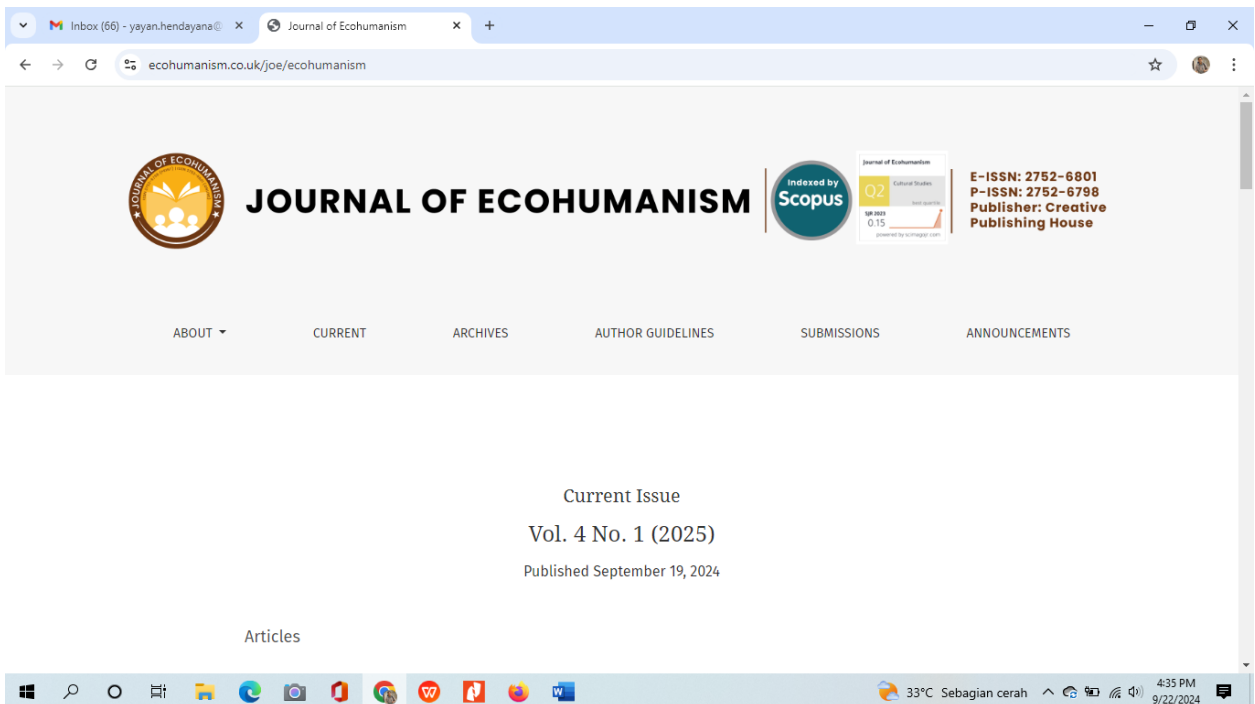 Inbox (66) - yayan.hendayana@
Journal of Ecohumanism
ecohumanism.co.uk/joe/ecohumanism
JOURNAL OF ECOHUMANISM
JOURNAL OF ECOHUMANISM
Indexed by
Scopus
Journal of Ecohumanism
Q2
Cultural Studies
best quartile
SJR 2023
0.15
powered by scimagojr.com
E-ISSN: 2752-6801
P-ISSN: 2752-6798
Publisher: Creative
Publishing House
ABOUT
CURRENT
ARCHIVES
AUTHOR GUIDELINES
SUBMISSIONS
ANNOUNCEMENTS
Current Issue
Vol. 4 No. 1 (2025)
Published September 19, 2024
Articles
33°C Sebagian cerah
4:35 PM
9/22/2024